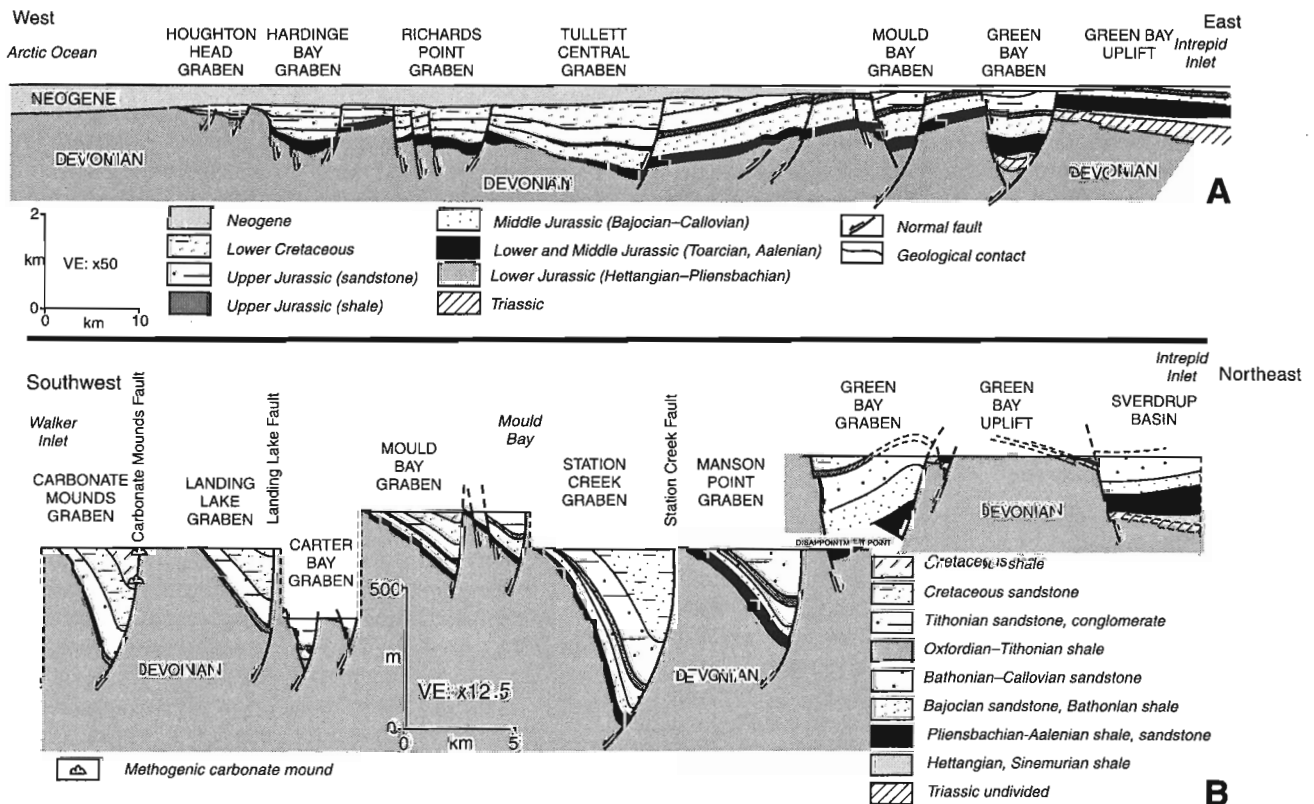 West
East
Arctic Ocean
HOUGHTON
HEAD
GRABEN
HARDINGE
BAY
GRABEN
RICHARDS
POINT
GRABEN
TULLETT
CENTRAL
GRABEN
MOULD
BAY
GRABEN
GREEN
BAY
GRABEN
GREEN BAY
UPLIFT
Intrepid
Inlet
NEOGENE
DEVONIAN
DEVONIAN
DEVONIAN
A
2
km
0
VE: x50
0
km
10
Neogene
Lower Cretaceous
Upper Jurassic (sandstone)
Upper Jurassic (shale)
Middle Jurassic (Bajocian–Callovian)
Lower and Middle Jurassic (Toarcian, Aalenian)
Lower Jurassic (Hettangian–Pliensbachian)
Triassic
Normal fault
Geological contact
Southwest
Intrepid
Inlet
Northeast
Walker
Inlet
CARBONATE
MOUNDS
GRABEN
Carbonate Mounds Fault
LANDING
LAKE
GRABEN
Landing Lake Fault
CARTER
BAY
GRABEN
MOULD
BAY
GRABEN
Mould
Bay
STATION
CREEK
GRABEN
Station Creek Fault
MANSON
POINT
GRABEN
GREEN
BAY
GRABEN
GREEN
BAY
UPLIFT
SVERDRUP
BASIN
DEVONIAN
DEVONIAN
DEVONIAN
DISAPPOINTMENT POINT
500
m
0
VE: x12.5
0
km
5
Cretaceous shale
Cretaceous sandstone
Tithonian sandstone, conglomerate
Oxfordian–Tithonian shale
Bathonian–Callovian sandstone
Bajocian sandstone, Bathonian shale
Pliensbachian-Aalenian shale, sandstone
Hettangian, Sinemurian shale
Triassic undivided
Methogenic carbonate mound
B